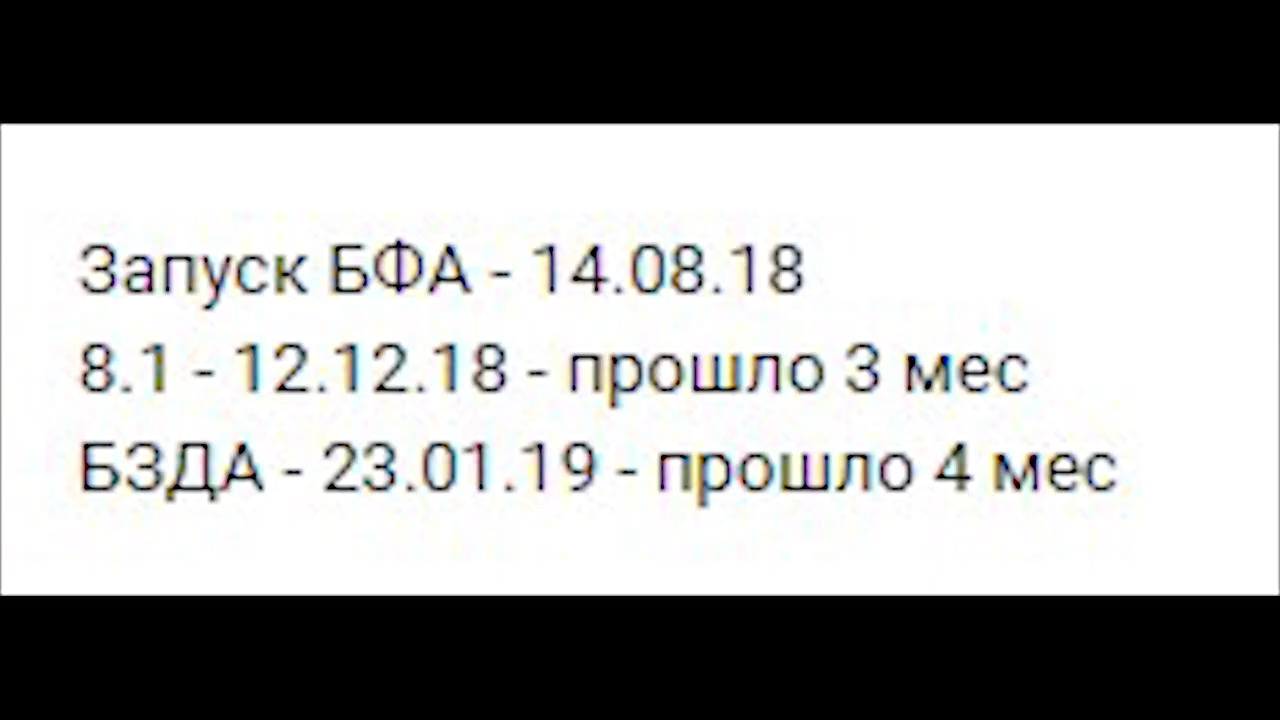 Запуск БФА - 14.08.18
8.1 - 12.12.18 - прошло 3 мес
БЗДА - 23.01.19 - прошло 4 мес